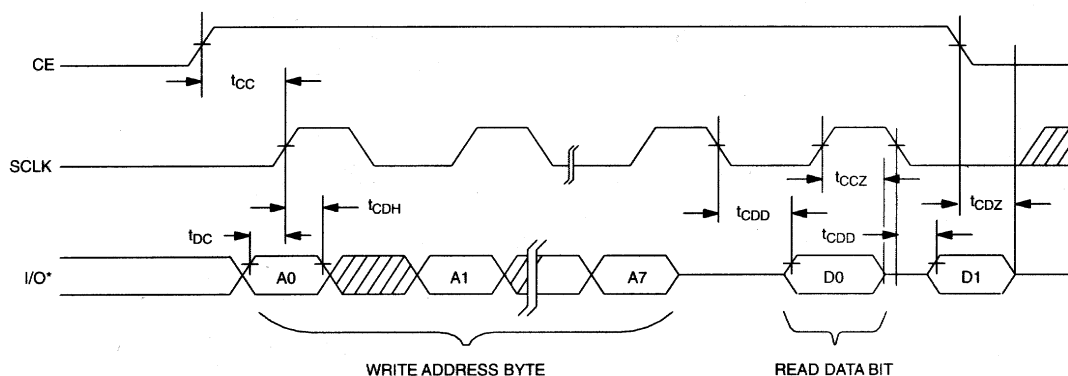 CE
tCC
SCLK
tCCZ
tCDH
tCDD
tCDZ
tDC
tCDD
I/O*
A0
A1
A7
D0
D1
WRITE ADDRESS BYTE
READ DATA BIT